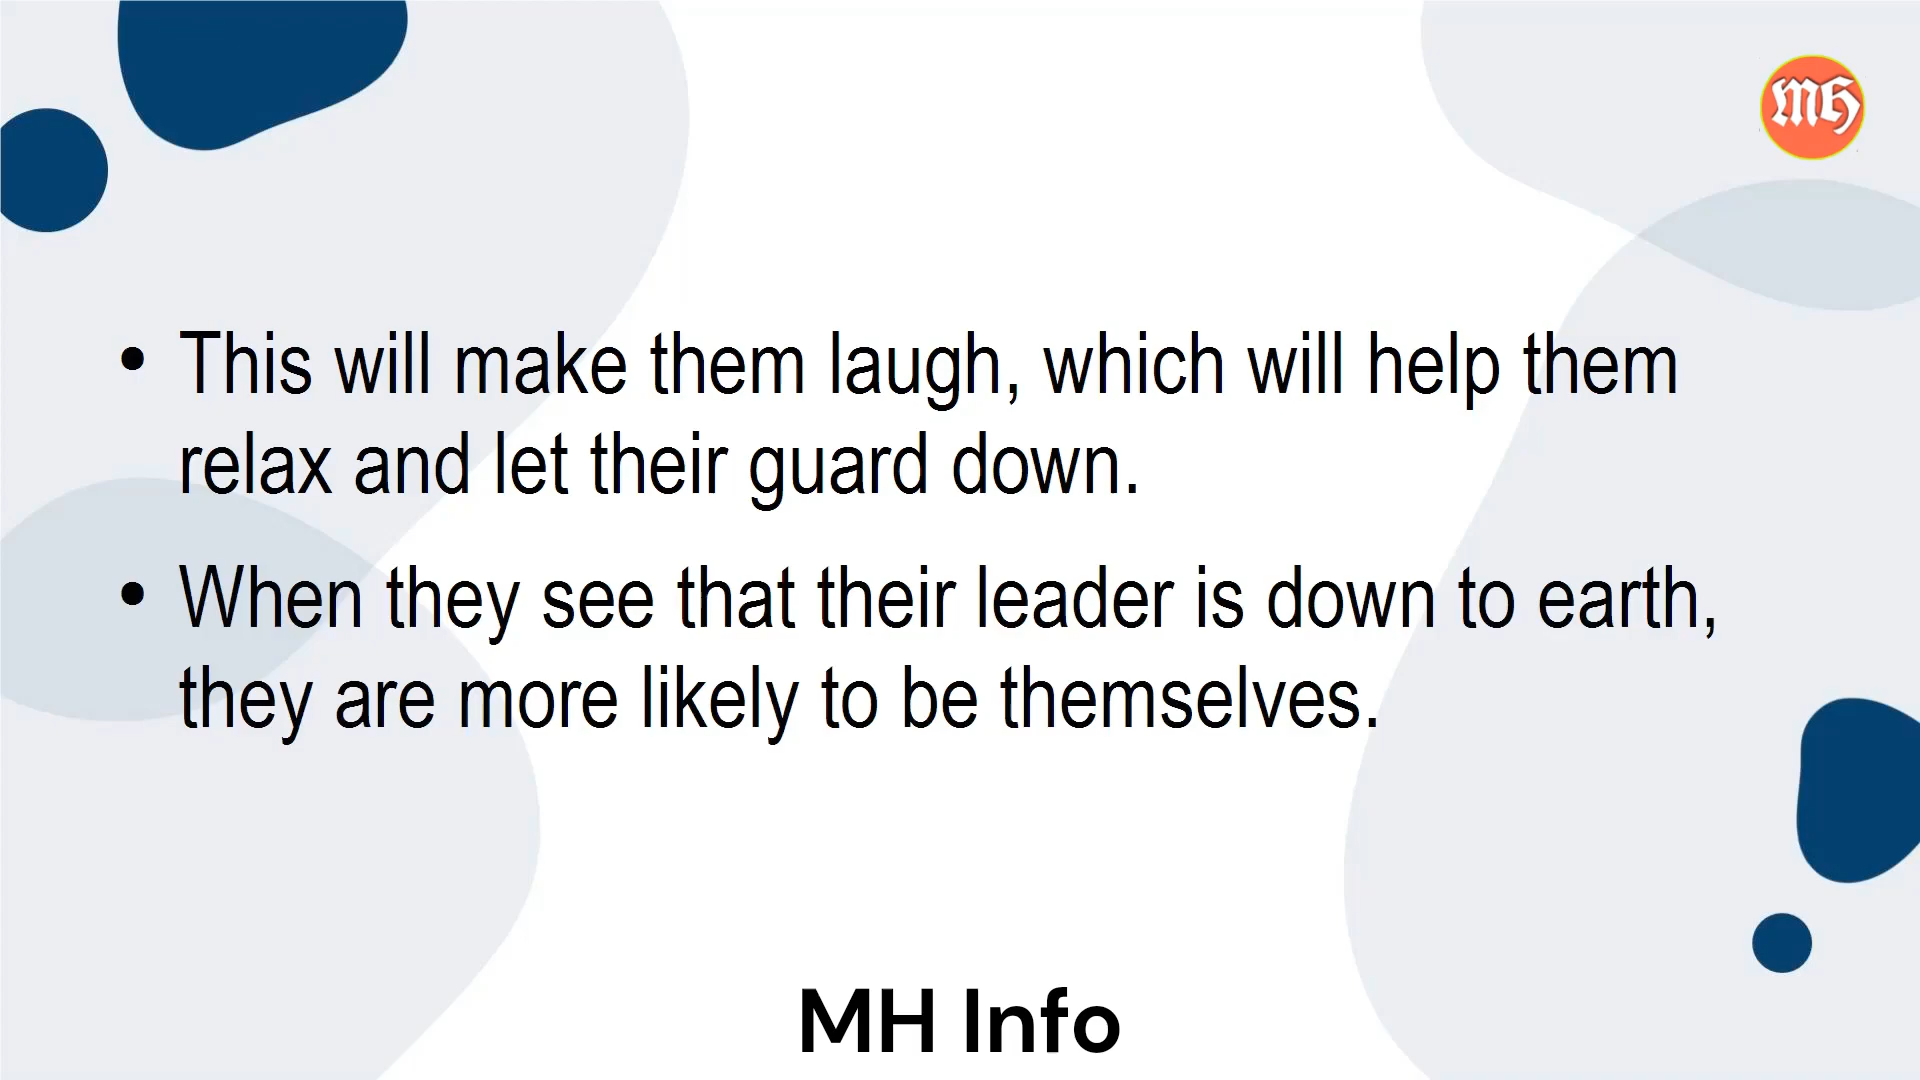 MH
• This will make them laugh, which will help them
relax and let their guard down.
• When they see that their leader is down to earth,
they are more likely to be themselves.
MH Info